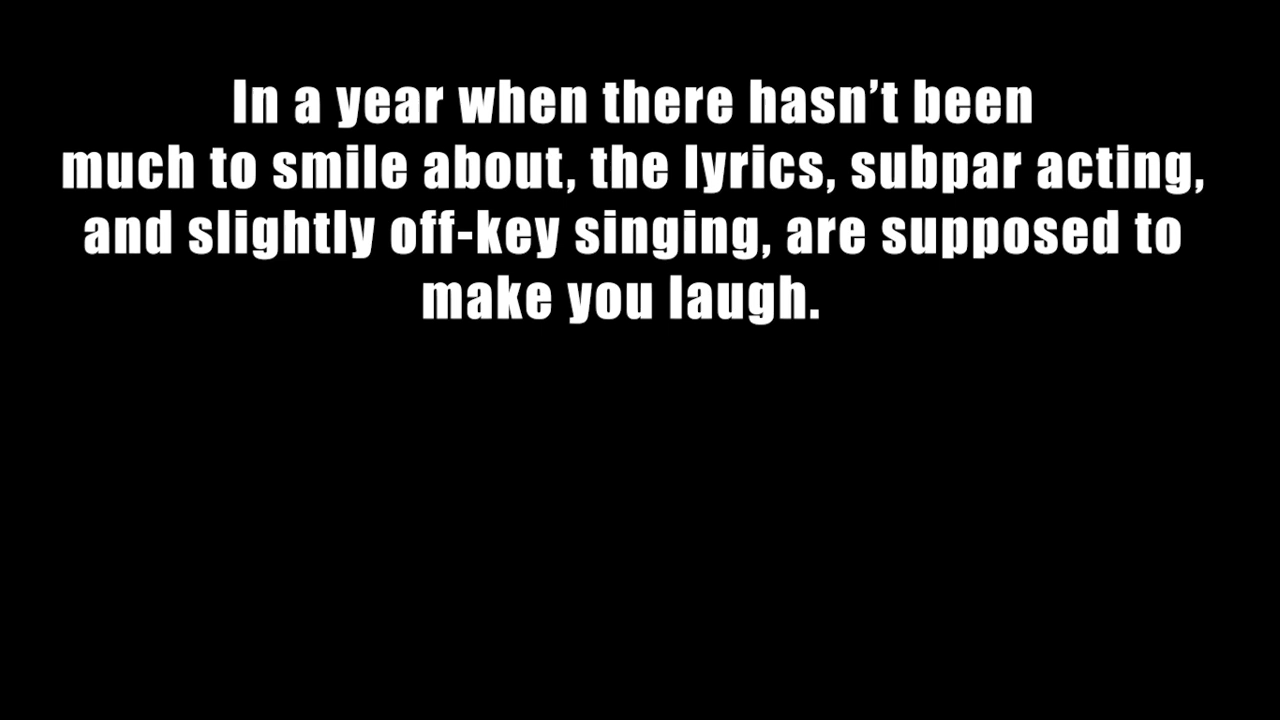 In a year when there hasn’t been
much to smile about, the lyrics, subpar acting,
and slightly off-key singing, are supposed to
make you laugh.